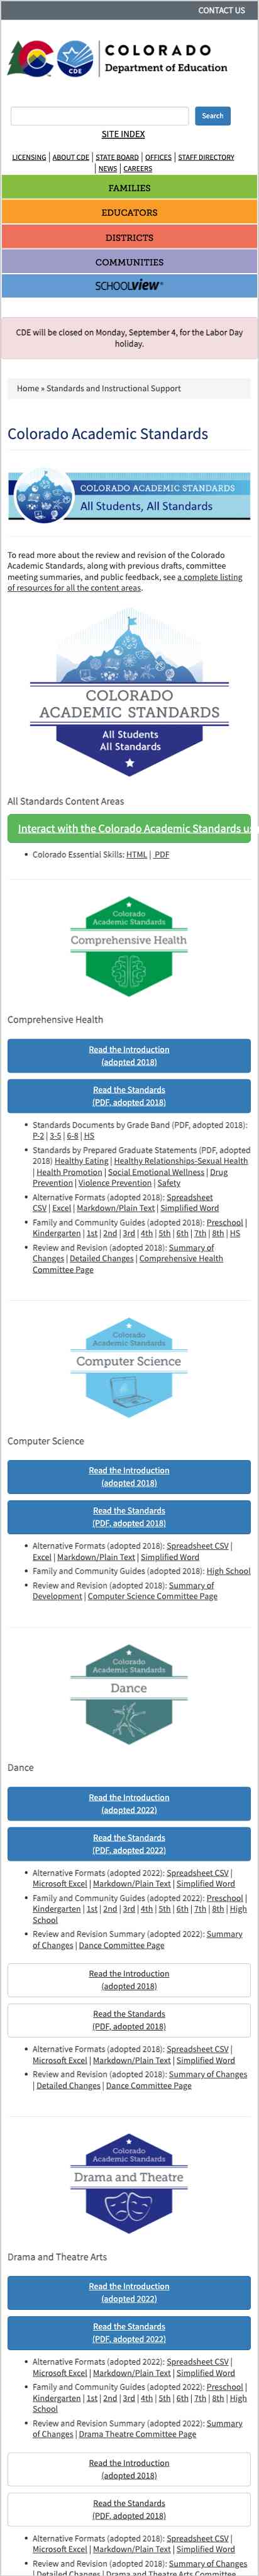 CONTACT US
COLORADO
Department of Education
CDE
Search
SITE INDEX
LICENSING | ABOUT CDE | STATE BOARD | OFFICES | STAFF DIRECTORY
| NEWS | CAREERS
FAMILIES
EDUCATORS
DISTRICTS
COMMUNITIES
SCHOOLVIEW®
CDE will be closed on Monday, September 4, for the Labor Day
holiday.
Home » Standards and Instructional Support
Colorado Academic Standards
COLORADO ACADEMIC STANDARDS
All Students, All Standards
To read more about the review and revision of the Colorado
Academic Standards, along with previous drafts, committee
meeting summaries, and public feedback, see a complete listing
of resources for all the content areas.
COLORADO
ACADEMIC STANDARDS
All Students
All Standards
All Standards Content Areas
Interact with the Colorado Academic Standards
• Colorado Essential Skills: HTML | PDF
Colorado
Academic Standards
Comprehensive Health
Comprehensive Health
Read the Introduction
(adopted 2018)
Read the Standards
(PDF, adopted 2018)
• Standards Documents by Grade Band (PDF, adopted 2018):
P-2 | 3-5 | 6-8 | HS
• Standards by Prepared Graduate Statements (PDF, adopted
2018) Healthy Eating | Healthy Relationships-Sexual Health
| Health Promotion | Social Emotional Wellness | Drug
Prevention | Violence Prevention | Safety
• Alternative Formats (adopted 2018): Spreadsheet
CSV | Excel | Markdown/Plain Text | Simplified Word
• Family and Community Guides (adopted 2018): Preschool |
Kindergarten | 1st | 2nd | 3rd | 4th | 5th | 6th | 7th | 8th | HS
• Review and Revision (adopted 2018): Summary of
Changes | Detailed Changes | Comprehensive Health
Committee Page
Colorado
Academic Standards
Computer Science
Computer Science
Read the Introduction
(adopted 2018)
Read the Standards
(PDF, adopted 2018)
• Alternative Formats (adopted 2018): Spreadsheet CSV |
Excel | Markdown/Plain Text | Simplified Word
• Family and Community Guides (adopted 2018): High School
• Review and Revision (adopted 2018): Summary of
Development | Computer Science Committee Page
Colorado
Academic Standards
Dance
Dance
Read the Introduction
(adopted 2022)
Read the Standards
(PDF, adopted 2022)
• Alternative Formats (adopted 2022): Spreadsheet CSV |
Microsoft Excel | Markdown/Plain Text | Simplified Word
• Family and Community Guides (adopted 2022): Preschool |
Kindergarten | 1st | 2nd | 3rd | 4th | 5th | 6th | 7th | 8th | High
School
• Review and Revision Summary (adopted 2022): Summary
of Changes | Dance Committee Page
Read the Introduction
(adopted 2018)
Read the Standards
(PDF, adopted 2018)
• Alternative Formats (adopted 2018): Spreadsheet CSV |
Microsoft Excel | Markdown/Plain Text | Simplified Word
• Review and Revision (adopted 2018): Summary of Changes
| Detailed Changes | Dance Committee Page
Colorado
Academic Standards
Drama and Theatre
Drama and Theatre Arts
Read the Introduction
(adopted 2022)
Read the Standards
(PDF, adopted 2022)
• Alternative Formats (adopted 2022): Spreadsheet CSV |
Microsoft Excel | Markdown/Plain Text | Simplified Word
• Family and Community Guides (adopted 2022): Preschool |
Kindergarten | 1st | 2nd | 3rd | 4th | 5th | 6th | 7th | 8th | High
School
• Review and Revision Summary (adopted 2022): Summary
of Changes | Drama Theatre Committee Page
Read the Introduction
(adopted 2018)
Read the Standards
(PDF, adopted 2018)
• Alternative Formats (adopted 2018): Spreadsheet CSV |
Microsoft Excel | Markdown/Plain Text | Simplified Word
• Review and Revision (adopted 2018): Summary of Changes
| Detailed Changes | Drama and Theatre Arts Committee